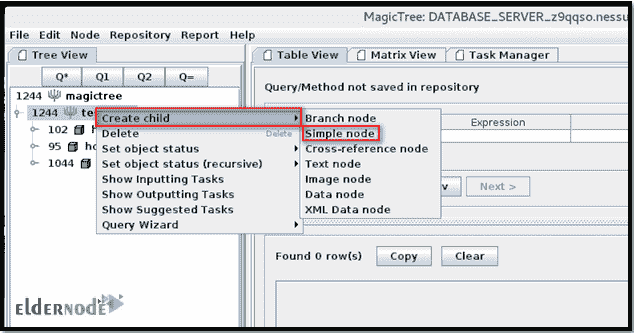 MagicTree: DATABASE_SERVER_z9qqso.nessu
File Edit Node Repository Report Help
Tree View
Table View Matrix View Task Manager
Q* Q1 Q2 Q=
Query/Method not saved in repository
1244 magictree
1244 te
102 h
95 ho
1044
Create child
Delete Delete
Set object status
Set object status (recursive)
Show Inputting Tasks
Show Outputting Tasks
Show Suggested Tasks
Query Wizard
Branch node
Simple node
Cross-reference node
Text node
Image node
Data node
XML Data node
Expression
v Next >
Found 0 row(s) Copy Clear
ELDERNODE